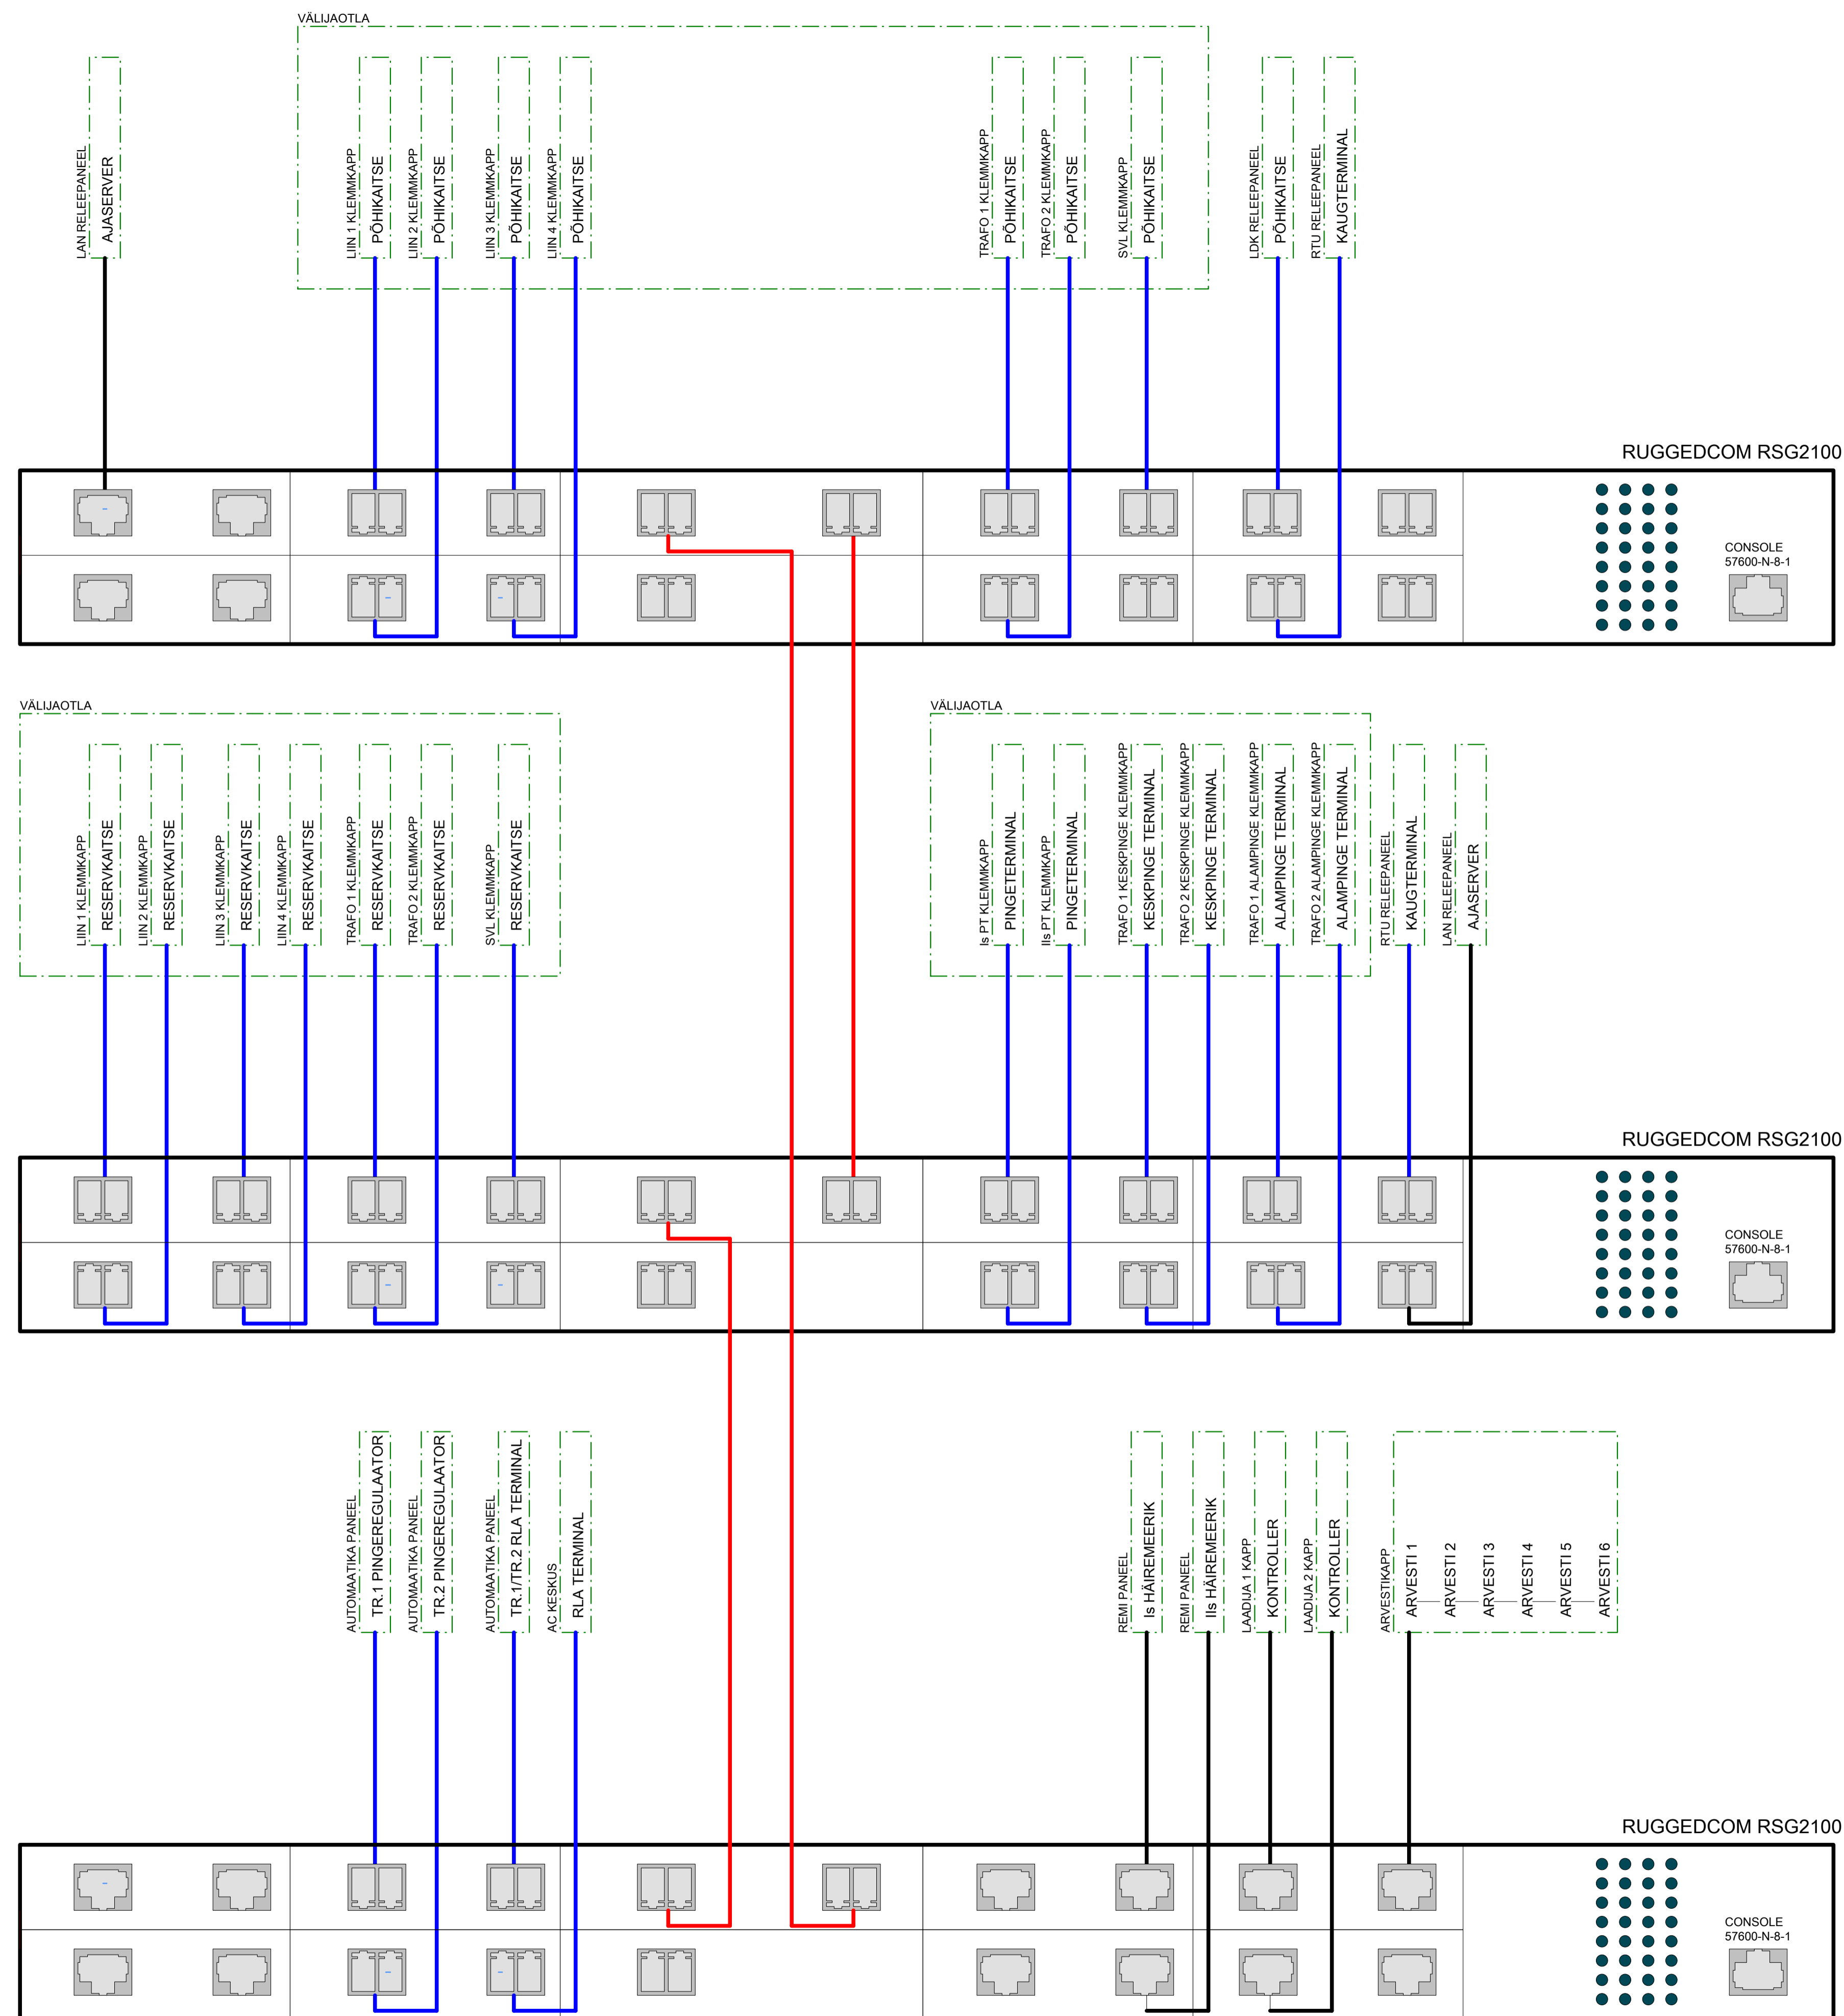 VÄLIJAOTLA
LAN RELEEPANEEL
AJASERVER
LIIN 1 KLEMMKAPP
PÕHIKAITSE
LIIN 2 KLEMMKAPP
PÕHIKAITSE
LIIN 3 KLEMMKAPP
PÕHIKAITSE
LIIN 4 KLEMMKAPP
PÕHIKAITSE
TRAFO 1 KLEMMKAPP
PÕHIKAITSE
TRAFO 2 KLEMMKAPP
PÕHIKAITSE
SVL KLEMMKAPP
PÕHIKAITSE
LDK RELEEPANEEL
PÕHIKAITSE
RTU RELEEPANEEL
KAUGTERMINAL
RUGGEDCOM RSG2100
CONSOLE
57600-N-8-1
VÄLIJAOTLA
VÄLIJAOTLA
LIIN 1 KLEMMKAPP
RESERVKAITSE
LIIN 2 KLEMMKAPP
RESERVKAITSE
LIIN 3 KLEMMKAPP
RESERVKAITSE
LIIN 4 KLEMMKAPP
RESERVKAITSE
TRAFO 1 KLEMMKAPP
RESERVKAITSE
TRAFO 2 KLEMMKAPP
RESERVKAITSE
SVL KLEMMKAPP
RESERVKAITSE
Is PT KLEMMKAPP
PINGETERMINAL
IIs PT KLEMMKAPP
PINGETERMINAL
TRAFO 1 KESKPINGE KLEMMKAPP
KESKPINGE TERMINAL
TRAFO 2 KESKPINGE KLEMMKAPP
KESKPINGE TERMINAL
TRAFO 1 ALAMPINGE KLEMMKAPP
ALAMPINGE TERMINAL
TRAFO 2 ALAMPINGE KLEMMKAPP
ALAMPINGE TERMINAL
RTU RELEEPANEEL
KAUGTERMINAL
LAN RELEEPANEEL
AJASERVER
RUGGEDCOM RSG2100
CONSOLE
57600-N-8-1
AUTOMAATIKA PANEEL
TR.1 PINGEREGULAATOR
AUTOMAATIKA PANEEL
TR.2 PINGEREGULAATOR
AUTOMAATIKA PANEEL
TR.1/TR.2 RLA TERMINAL
AC KESKUS
RLA TERMINAL
REMI PANEEL
Is HÄIREMEERIK
REMI PANEEL
IIs HÄIREMEERIK
LAADIJA 1 KAPP
KONTROLLER
LAADIJA 2 KAPP
KONTROLLER
ARVESTIKAPP
ARVESTI 1
ARVESTI 2
ARVESTI 3
ARVESTI 4
ARVESTI 5
ARVESTI 6
RUGGEDCOM RSG2100
CONSOLE
57600-N-8-1